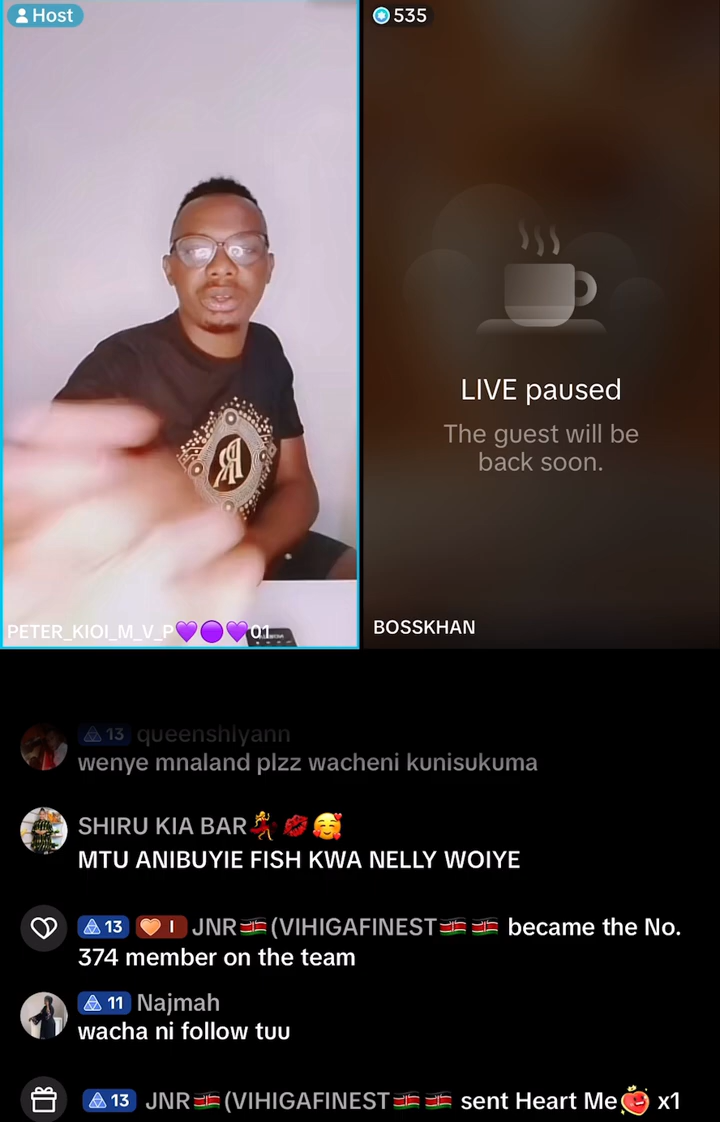 Host
535
LIVE paused
The guest will be
back soon.
PETER_KIOI_M_V_P💜🟣💜01
BOSSKHAN
13 queenshlyann
wenye mnaland plzz wacheni kunisukuma
SHIRU KIA BAR💃💋🥰
MTU ANIBUYIE FISH KWA NELLY WOIYE
13 I JNR🇰🇪(VIHIGAFINEST🇰🇪🇰🇪 became the No.
374 member on the team
11 Najmah
wacha ni follow tuu
13 JNR🇰🇪(VIHIGAFINEST🇰🇪🇰🇪 sent Heart Me x1